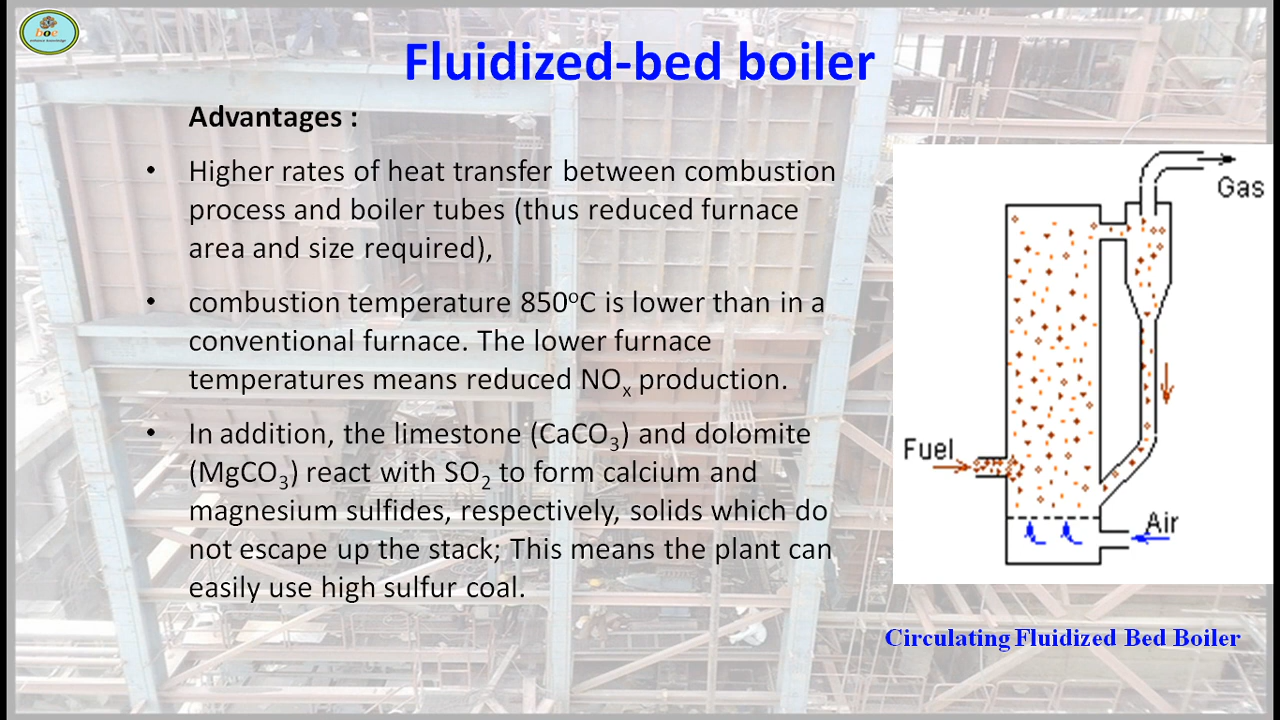 boe
Fluidized-bed boiler
Advantages :
• Higher rates of heat transfer between combustion
process and boiler tubes (thus reduced furnace
area and size required),
• combustion temperature 850°C is lower than in a
conventional furnace. The lower furnace
temperatures means reduced NOₓ production.
• In addition, the limestone (CaCO₃) and dolomite
(MgCO₃) react with SO₂ to form calcium and
magnesium sulfides, respectively, solids which do
not escape up the stack; This means the plant can
easily use high sulfur coal.
Gas
Fuel
Air
Circulating Fluidized Bed Boiler